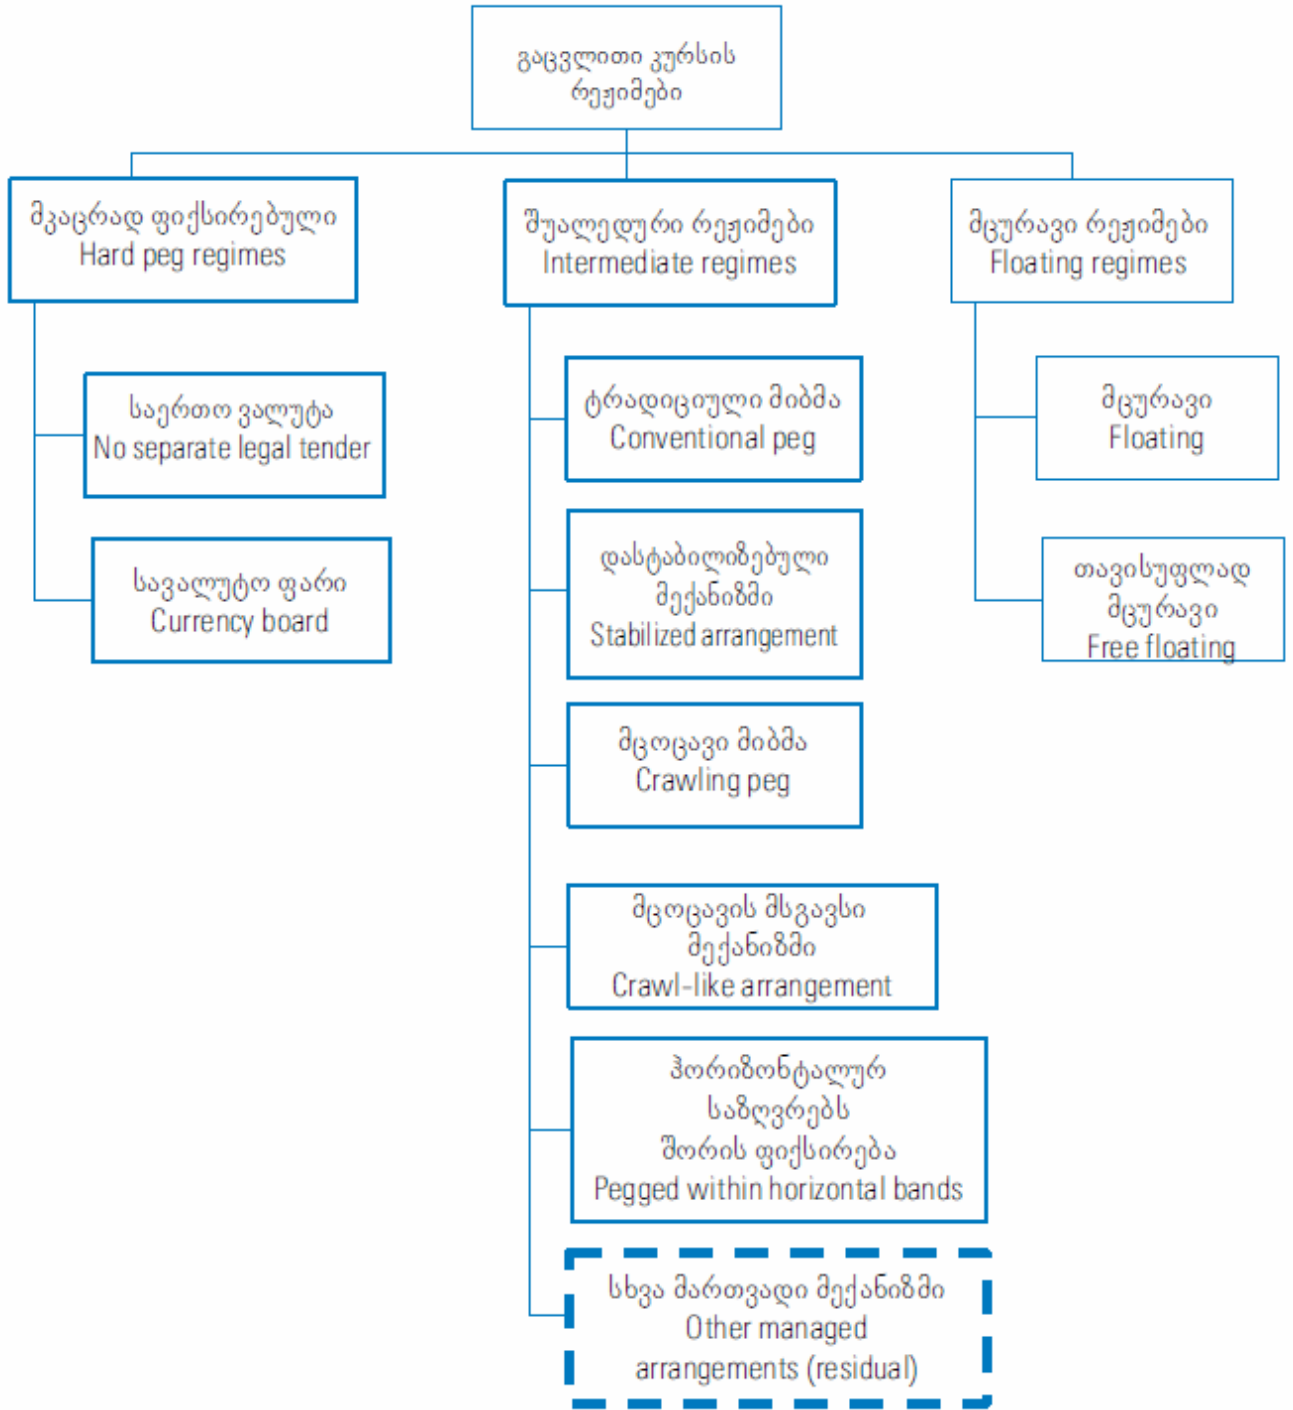 გაცვლითი კურსის
რეჟიმები
მკაცრად ფიქსირებული
Hard peg regimes
საერთო ვალუტა
No separate legal tender
სავალუტო ფარი
Currency board
შუალედური რეჟიმები
Intermediate regimes
ტრადიციული მიბმა
Conventional peg
დასტაბილიზებული
მექანიზმი
Stabilized arrangement
მცოცავი მიბმა
Crawling peg
მცოცავის მსგავსი
მექანიზმი
Crawl-like arrangement
ჰორიზონტალურ
საზღვრებს
შორის ფიქსირება
Pegged within horizontal bands
სხვა მართვადი მექანიზმი
Other managed
arrangements (residual)
მცურავი რეჟიმები
Floating regimes
მცურავი
Floating
თავისუფლად
მცურავი
Free floating